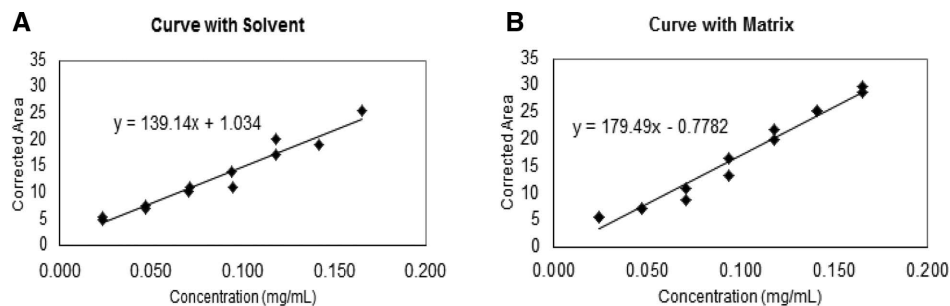 A
Curve with Solvent
35
30
25
20
15
10
5
0
Corrected Area
y = 139.14x + 1.034
0.000 0.050 0.100 0.150 0.200
Concentration (mg/mL)
B
Curve with Matrix
35
30
25
20
15
10
5
0
Corrected Area
y = 179.49x - 0.7782
0.000 0.050 0.100 0.150 0.200
Concentration (mg/mL)